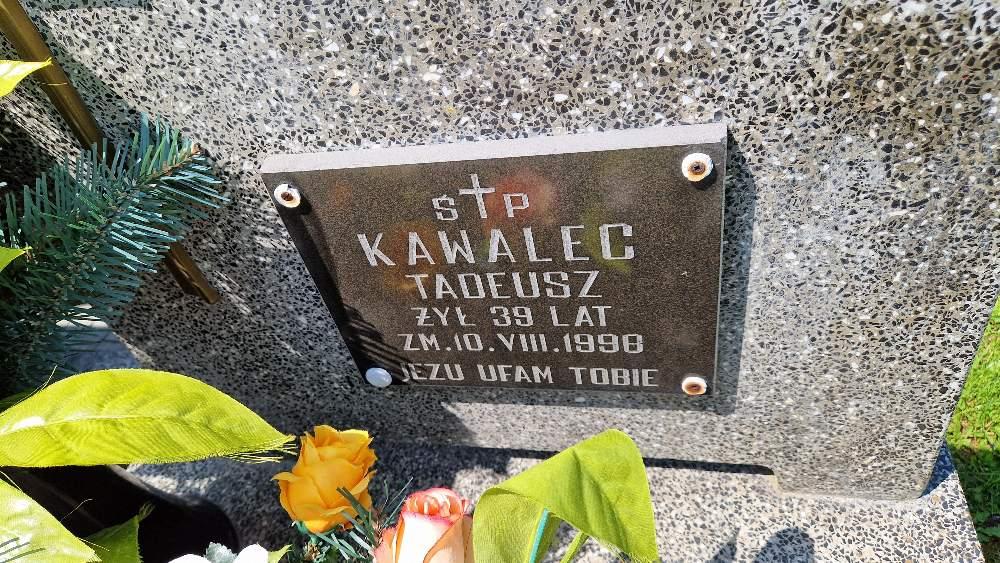 Ś P
KAWALEC
TADEUSZ
ŻYŁ 39 LAT
ZM.10.VIII.1998
JEZU UFAM TOBIE